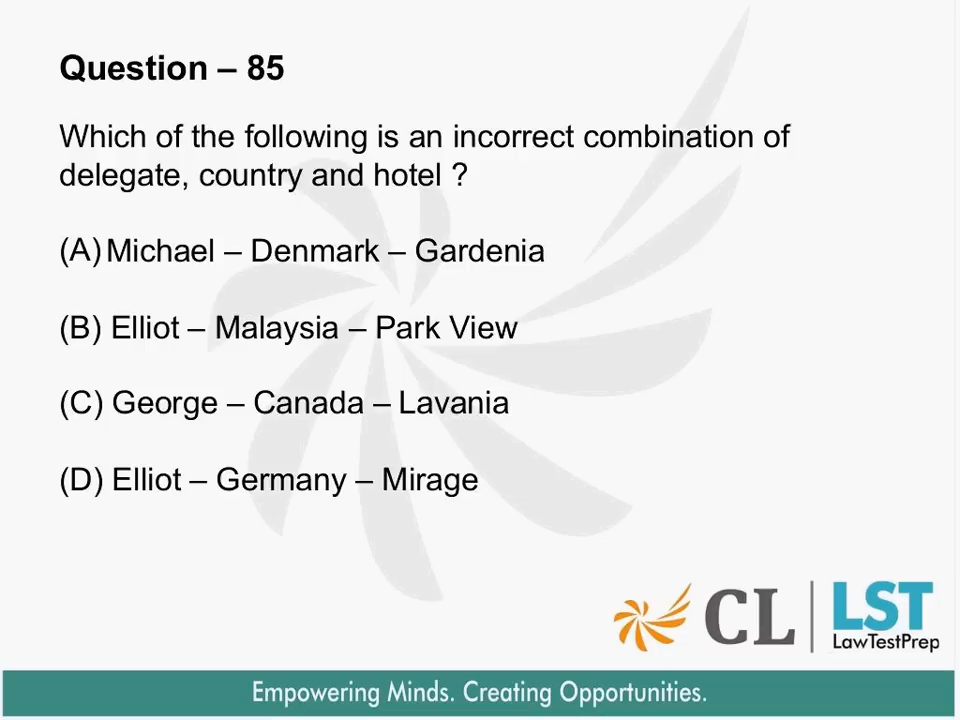 Question – 85
Which of the following is an incorrect combination of
delegate, country and hotel ?
(A) Michael – Denmark – Gardenia
(B) Elliot – Malaysia – Park View
(C) George – Canada – Lavania
(D) Elliot – Germany – Mirage
CL | LST
LawTestPrep
Empowering Minds. Creating Opportunities.